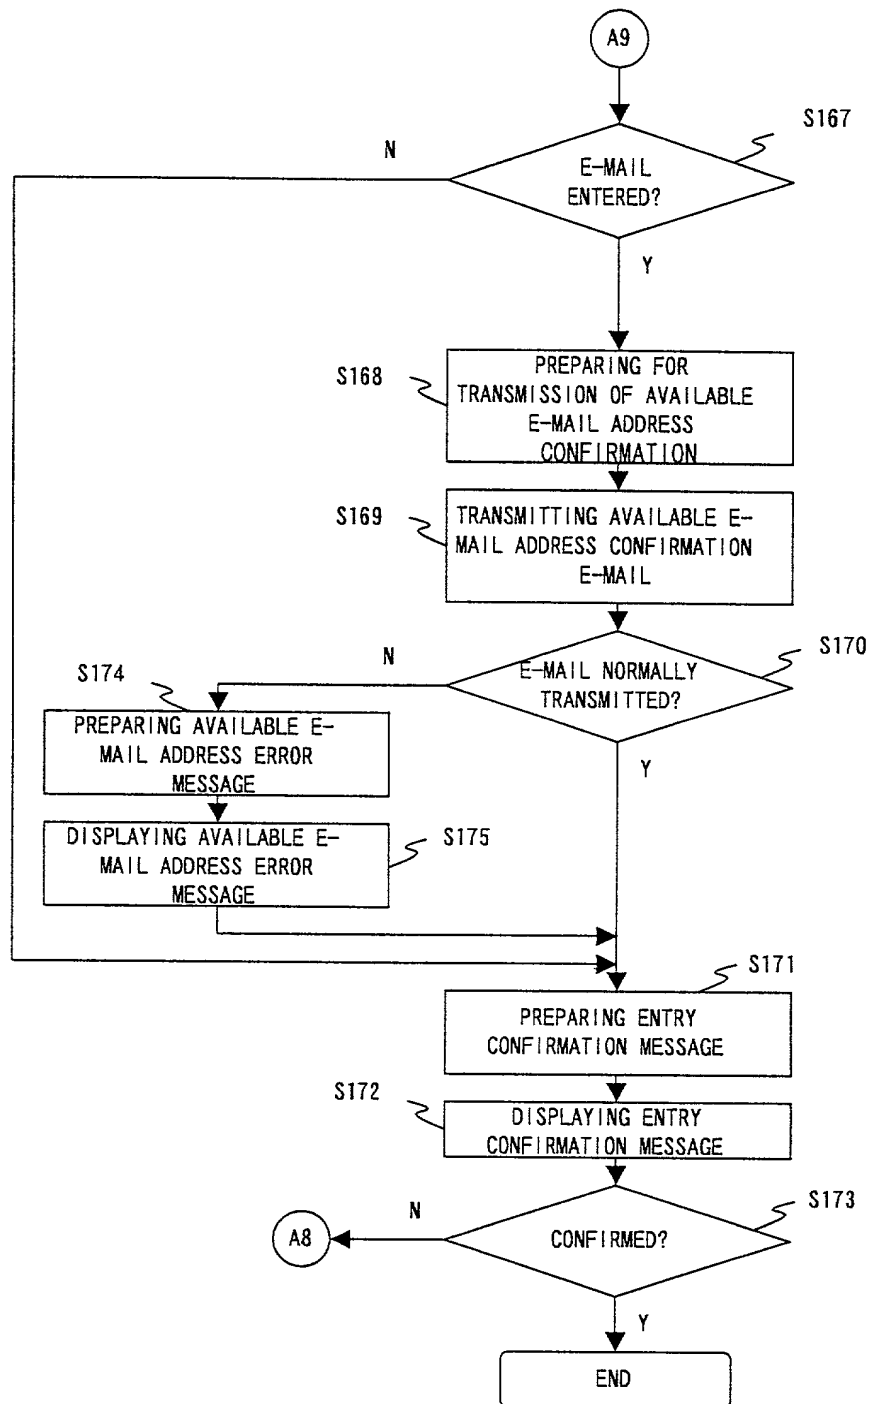 A9
S167
N
E-MAIL
ENTERED?
Y
S168
PREPARING FOR
TRANSMISSION OF AVAILABLE
E-MAIL ADDRESS
CONFIRMATION
S169
TRANSMITTING AVAILABLE E-
MAIL ADDRESS CONFIRMATION
E-MAIL
S170
N
E-MAIL NORMALLY
TRANSMITTED?
Y
S174
PREPARING AVAILABLE E-
MAIL ADDRESS ERROR
MESSAGE
S175
DISPLAYING AVAILABLE E-
MAIL ADDRESS ERROR
MESSAGE
S171
PREPARING ENTRY
CONFIRMATION MESSAGE
S172
DISPLAYING ENTRY
CONFIRMATION MESSAGE
S173
N
A8
CONFIRMED?
Y
END